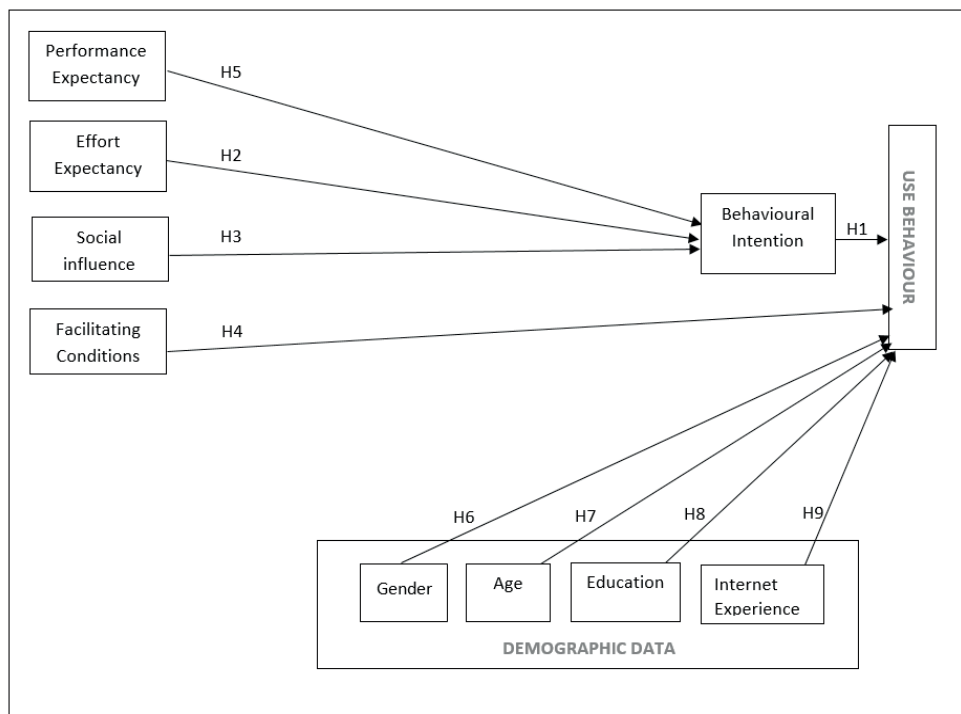 Performance
Expectancy
H5
Effort
Expectancy
H2
Social
influence
H3
Facilitating
Conditions
H4
Behavioural
Intention
H1
USE BEHAVIOUR
H6
H7
H8
H9
Gender
Age
Education
Internet
Experience
DEMOGRAPHIC DATA